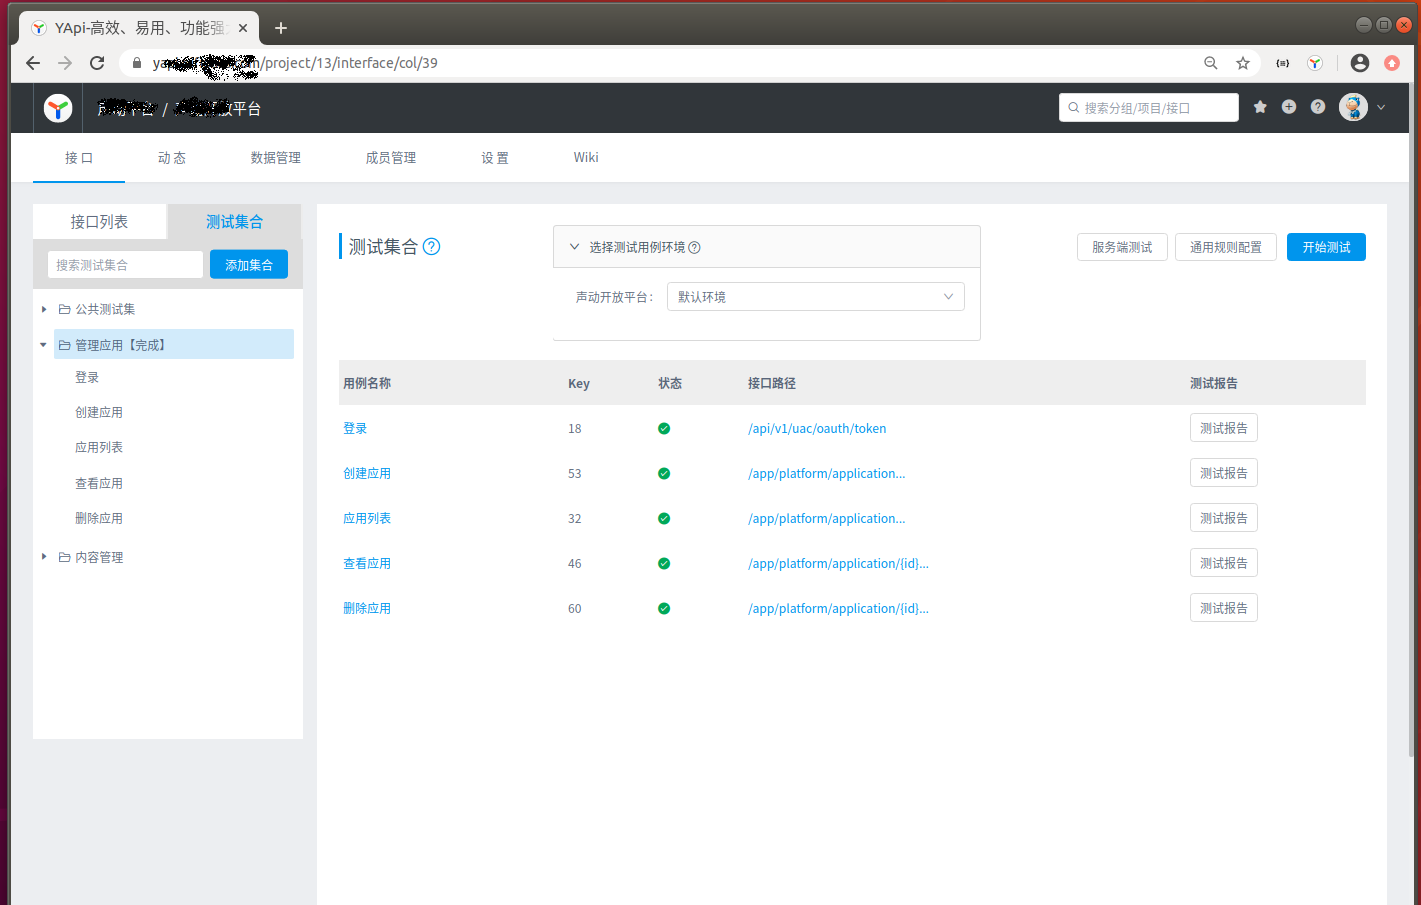 YApi-高效、易用、功能强
/project/13/interface/col/39
/ 放平台
搜索分组/项目/接口
接 口
动 态
数据管理
成员管理
设 置
Wiki
接口列表
测试集合
搜索测试集合
添加集合
公共测试集
管理应用【完成】
登录
创建应用
应用列表
查看应用
删除应用
内容管理
测试集合
选择测试用例环境
声动开放平台：
默认环境
服务端测试
通用规则配置
开始测试
用例名称 Key 状态 接口路径 测试报告
登录 18 /api/v1/uac/oauth/token 测试报告
创建应用 53 /app/platform/application... 测试报告
应用列表 32 /app/platform/application... 测试报告
查看应用 46 /app/platform/application/{id}... 测试报告
删除应用 60 /app/platform/application/{id}... 测试报告